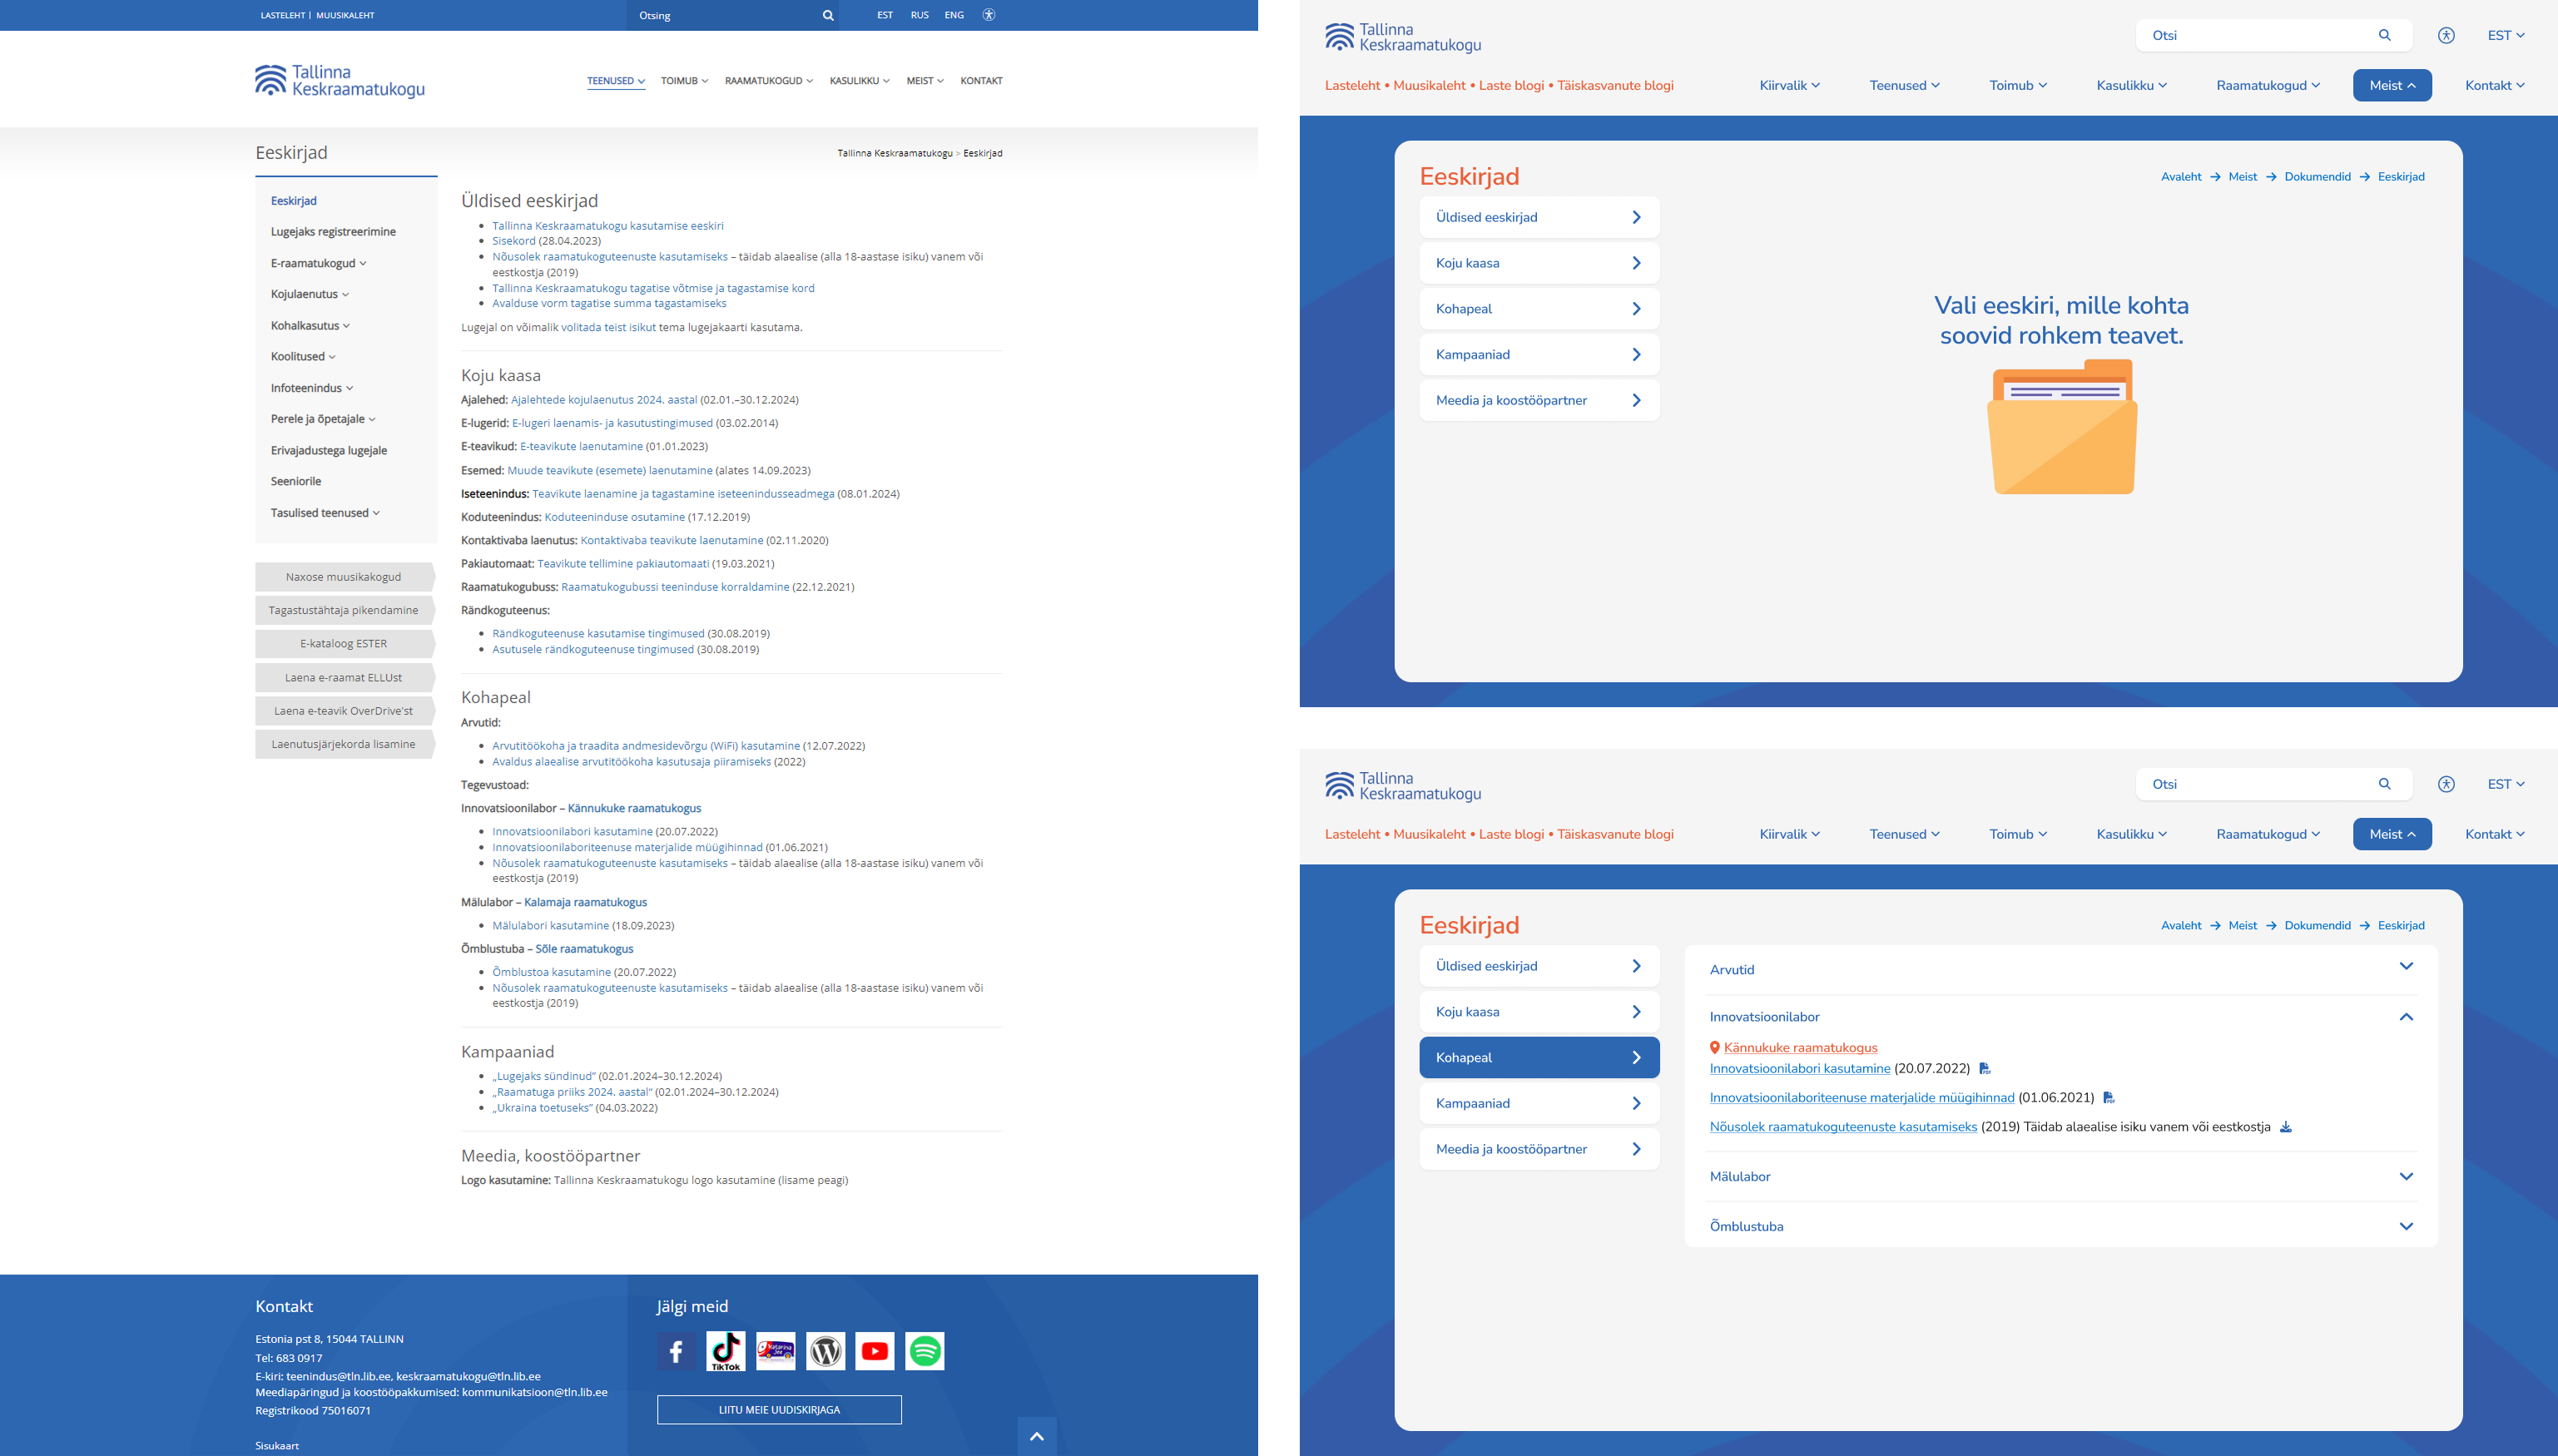 LASTELEHT | MUUSIKALEHT
Otsing
EST RUS ENG
Tallinna
Keskraamatukogu
TEENUSED TOIMUB RAAMATUKOGUD KASULIKKU MEIST KONTAKT
Eeskirjad
Tallinna Keskraamatukogu > Eeskirjad
Eeskirjad
Lugejaks registreerimine
E-raamatukogud
Kojulaenutus
Kohalkasutus
Koolitused
Infoteenindus
Perele ja õpetajale
Erivajadustega lugejale
Seeniorile
Tasulised teenused
Naxose muusikakogud
Tagastustähtaja pikendamine
E-kataloog ESTER
Laena e-raamat ELLUst
Laena e-teavik OverDrive'st
Laenutusjärjekorda lisamine
Üldised eeskirjad
• Tallinna Keskraamatukogu kasutamise eeskiri
• Sisekord (28.04.2023)
• Nõusolek raamatukoguteenuste kasutamiseks – täidab alaealise (alla 18-aastase isiku) vanem või
eestkostja (2019)
• Tallinna Keskraamatukogu tagatise võtmise ja tagastamise kord
• Avalduse vorm tagatise summa tagastamiseks
Lugejal on võimalik volitada teist isikut tema lugejakaarti kasutama.
Koju kaasa
Ajalehed: Ajalehtede kojulaenutus 2024. aastal (02.01.–30.12.2024)
E-lugerid: E-lugeri laenamis- ja kasutustingimused (03.02.2014)
E-teavikud: E-teavikute laenutamine (01.01.2023)
Esemed: Muude teavikute (esemete) laenutamine (alates 14.09.2023)
Iseteenindus: Teavikute laenamine ja tagastamine iseteenindusseadmega (08.01.2024)
Koduteenindus: Koduteeninduse osutamine (17.12.2019)
Kontaktivaba laenutus: Kontaktivaba teavikute laenutamine (02.11.2020)
Pakiautomaat: Teavikute tellimine pakiautomaati (19.03.2021)
Raamatukogubuss: Raamatukogubussi teeninduse korraldamine (22.12.2021)
Rändkoguteenus:
• Rändkoguteenuse kasutamise tingimused (30.08.2019)
• Asutusele rändkoguteenuse tingimused (30.08.2019)
Kohapeal
Arvutid:
• Arvutitöökoha ja traadita andmesidevõrgu (WiFi) kasutamine (12.07.2022)
• Avaldus alaealise arvutitöökoha kasutusaja piiramiseks (2022)
Tegevustoad:
Innovatsioonilabor – Kännukuke raamatukogus
• Innovatsioonilabori kasutamine (20.07.2022)
• Innovatsioonilaboriteenuse materjalide müügihinnad (01.06.2021)
• Nõusolek raamatukoguteenuste kasutamiseks – täidab alaealise (alla 18-aastase isiku) vanem või
eestkostja (2019)
Mälulabor – Kalamaja raamatukogus
• Mälulabori kasutamine (18.09.2023)
Õmblustuba – Sõle raamatukogus
• Õmblustoa kasutamine (20.07.2022)
• Nõusolek raamatukoguteenuste kasutamiseks – täidab alaealise (alla 18-aastase isiku) vanem või
eestkostja (2019)
Kampaaniad
• „Lugejaks sündinud" (02.01.2024–30.12.2024)
• „Raamatuga priiks 2024. aastal" (02.01.2024–30.12.2024)
• „Ukraina toetuseks" (04.03.2022)
Meedia, koostööpartner
Logo kasutamine: Tallinna Keskraamatukogu logo kasutamine (lisame peagi)
Kontakt
Estonia pst 8, 15044 TALLINN
Tel: 683 0917
E-kiri: teenindus@tln.lib.ee, keskraamatukogu@tln.lib.ee
Meediapäringud ja koostööpakkumised: kommunikatsioon@tln.lib.ee
Registrikood 75016071
Sisukaart
Jälgi meid
TikTok
LIITU MEIE UUDISKIRJAGA
Tallinna
Keskraamatukogu
Otsi
EST
Lasteleht • Muusikaleht • Laste blogi • Täiskasvanute blogi
Kiirvalik Teenused Toimub Kasulikku Raamatukogud Meist Kontakt
Eeskirjad
Avaleht → Meist → Dokumendid → Eeskirjad
Üldised eeskirjad
Koju kaasa
Kohapeal
Kampaaniad
Meedia ja koostööpartner
Vali eeskiri, mille kohta
soovid rohkem teavet.
Tallinna
Keskraamatukogu
Otsi
EST
Lasteleht • Muusikaleht • Laste blogi • Täiskasvanute blogi
Kiirvalik Teenused Toimub Kasulikku Raamatukogud Meist Kontakt
Eeskirjad
Avaleht → Meist → Dokumendid → Eeskirjad
Üldised eeskirjad
Koju kaasa
Kohapeal
Kampaaniad
Meedia ja koostööpartner
Arvutid
Innovatsioonilabor
Kännukuke raamatukogus
Innovatsioonilabori kasutamine (20.07.2022)
Innovatsioonilaboriteenuse materjalide müügihinnad (01.06.2021)
Nõusolek raamatukoguteenuste kasutamiseks (2019) Täidab alaealise isiku vanem või eestkostja
Mälulabor
Õmblustuba